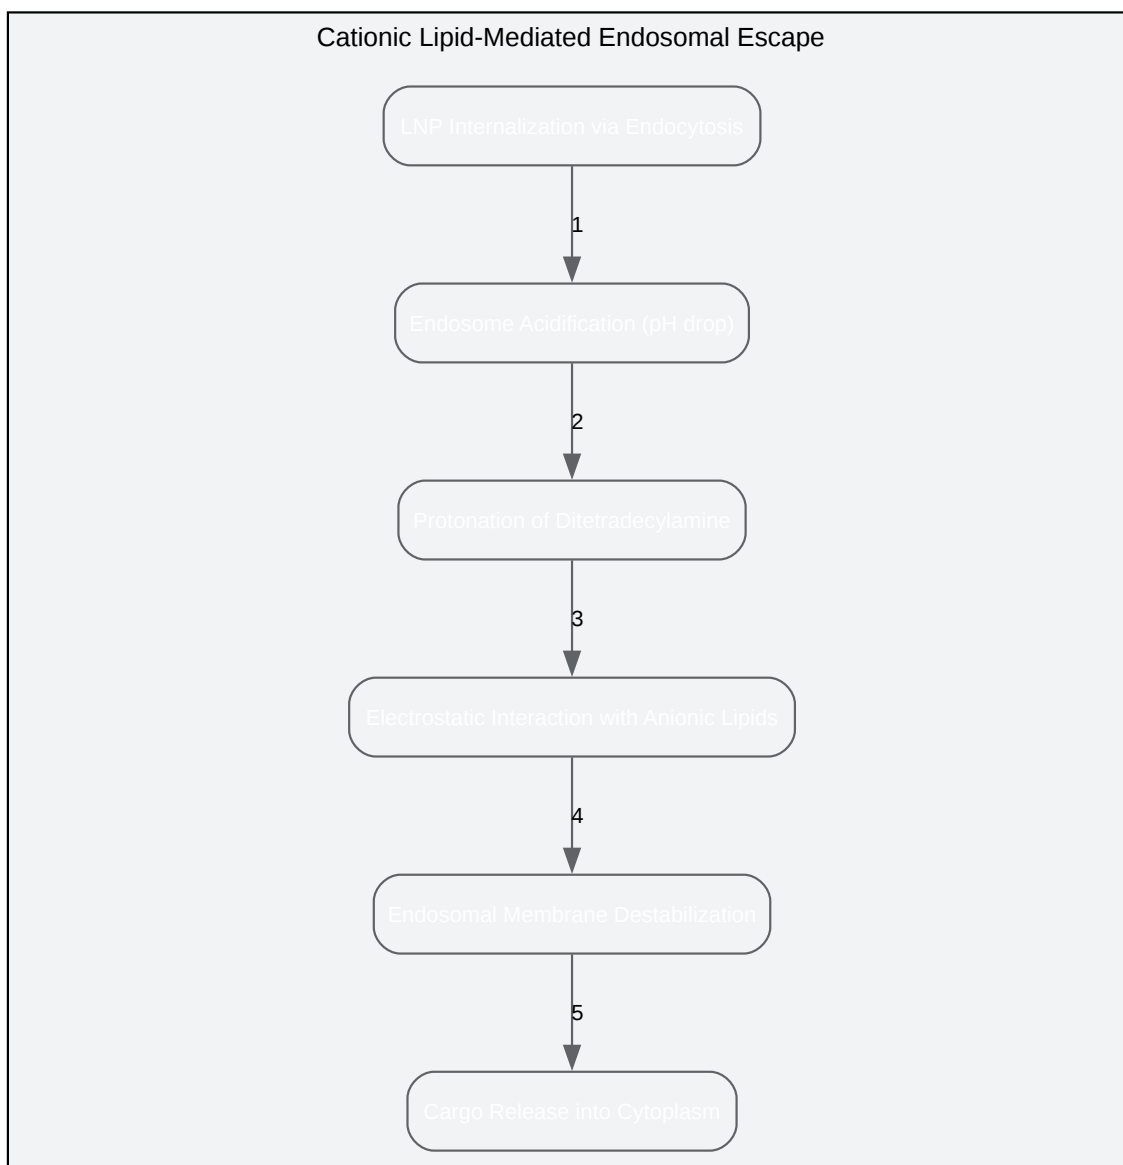 Cationic Lipid-Mediated Endosomal Escape
LNP Internalization via Endocytosis
1
Endosome Acidification (pH drop)
2
Protonation of Ditetradecylamine
3
Electrostatic Interaction with Anionic Lipids
4
Endosomal Membrane Destabilization
5
Cargo Release into Cytoplasm